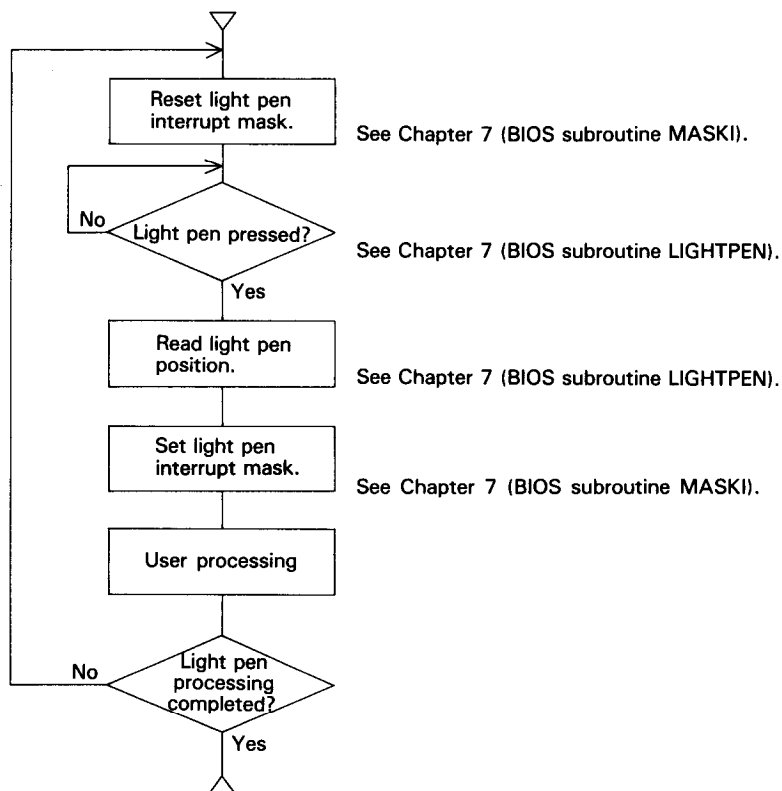 Reset light pen
interrupt mask.
See Chapter 7 (BIOS subroutine MASKI).
No
Light pen pressed?
See Chapter 7 (BIOS subroutine LIGHTPEN).
Yes
Read light pen
position.
See Chapter 7 (BIOS subroutine LIGHTPEN).
Set light pen
interrupt mask.
See Chapter 7 (BIOS subroutine MASKI).
User processing
No
Light pen
processing
completed?
Yes